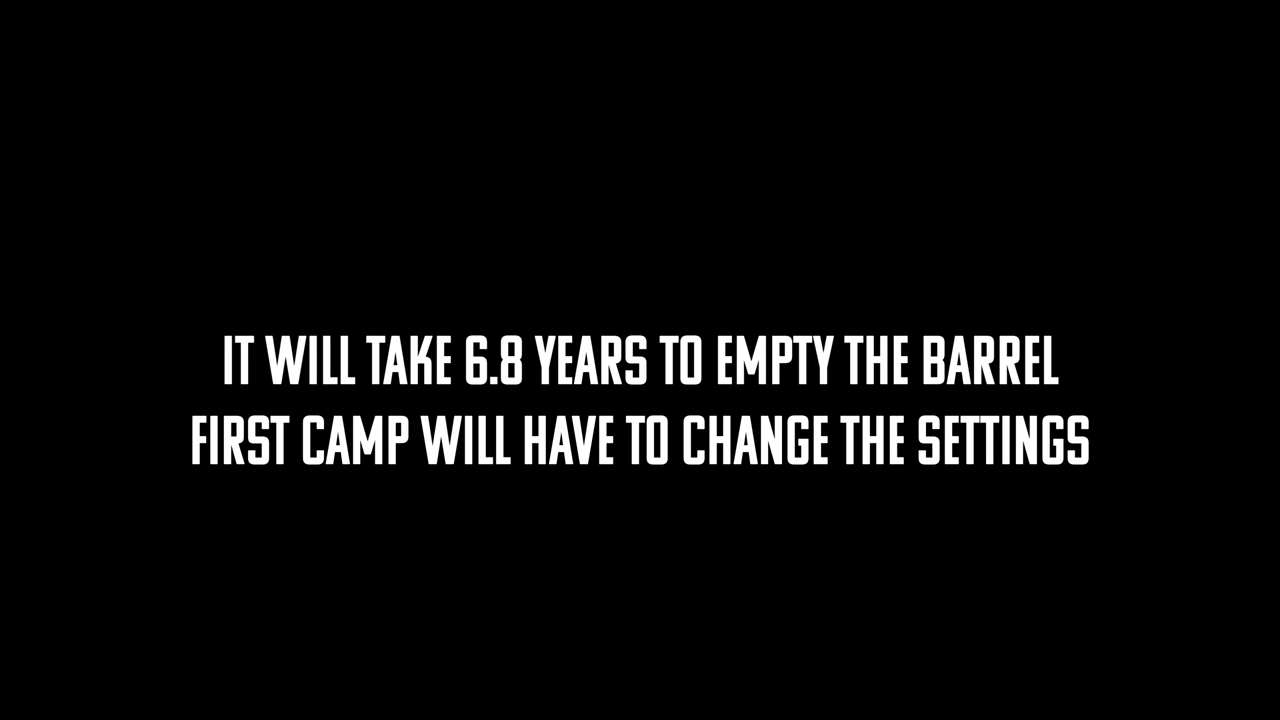 IT WILL TAKE 6.8 YEARS TO EMPTY THE BARREL
FIRST CAMP WILL HAVE TO CHANGE THE SETTINGS